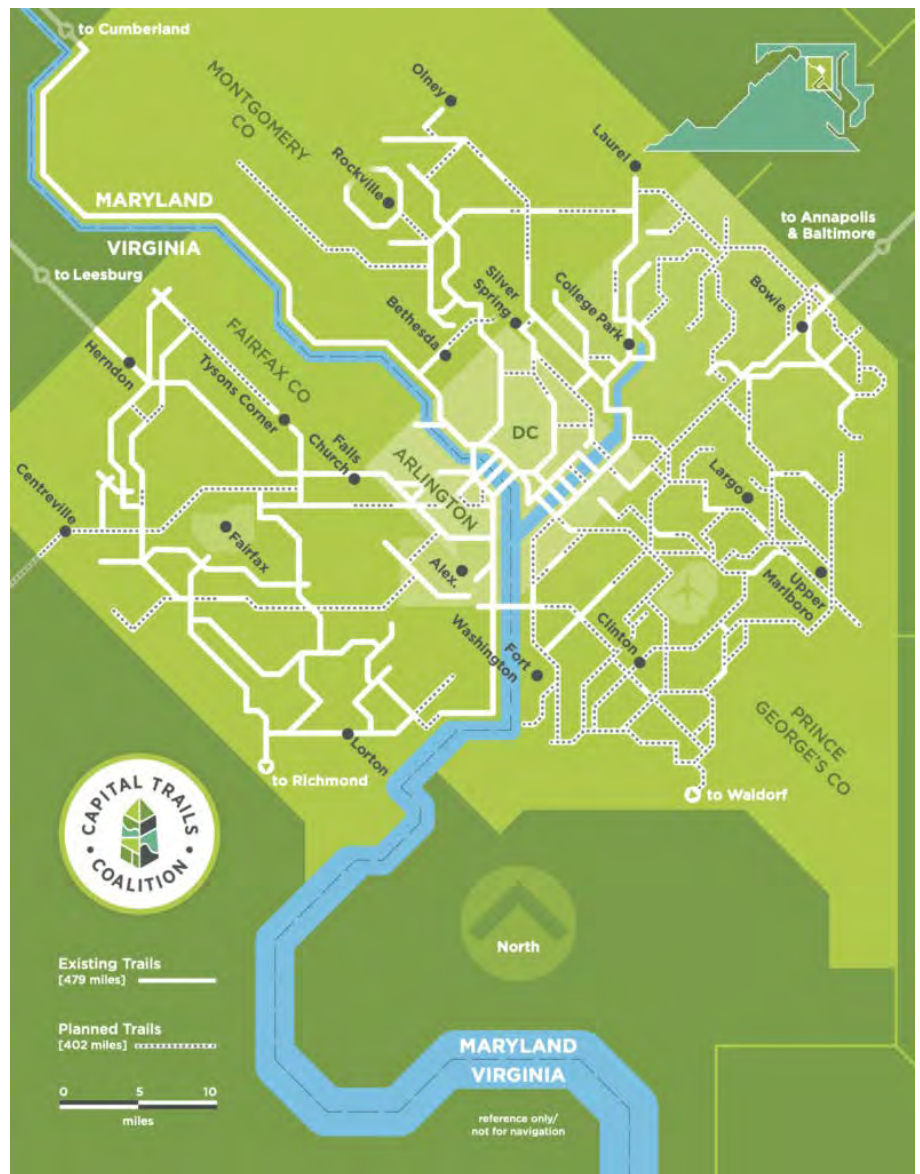 to Cumberland
MONTGOMERY
CO
Olney
Rockville
Laurel
MARYLAND
VIRGINIA
to Annapolis
& Baltimore
to Leesburg
Silver
Spring
College Park
Bowie
Bethesda
FAIRFAX CO
Herndon
Tysons Corner
Falls
Church
DC
ARLINGTON
Largo
Centreville
Fairfax
Alex.
Upper
Marlboro
Clinton
Fort
Washington
PRINCE
GEORGE'S CO
Lorton
to Richmond
to Waldorf
CAPITAL TRAILS
• COALITION •
North
Existing Trails
[479 miles]
Planned Trails
[402 miles]
0 5 10
miles
MARYLAND
VIRGINIA
reference only/
not for navigation